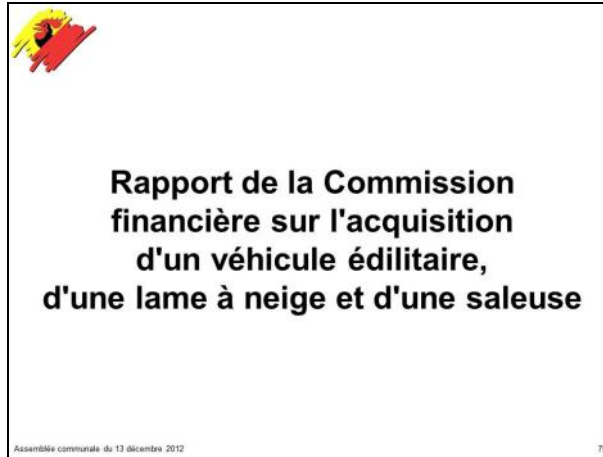 Rapport de la Commission
financière sur l'acquisition
d'un véhicule édilitaire,
d'une lame à neige et d'une saleuse
Assemblée communale du 13 décembre 2012